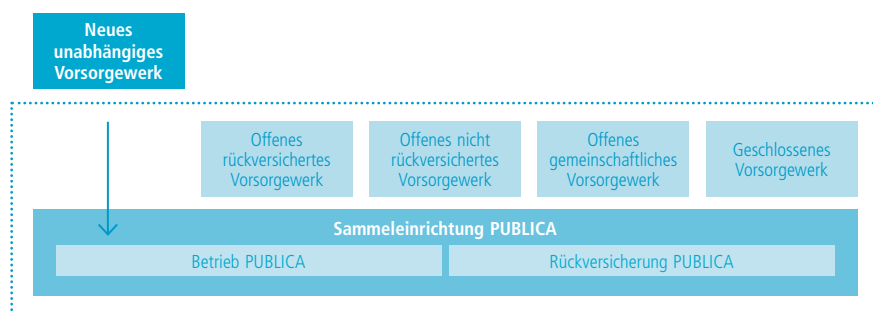 Neues
unabhängiges
Vorsorgewerk
Offenes
rückversichertes
Vorsorgewerk
Offenes nicht
rückversichertes
Vorsorgewerk
Offenes
gemeinschaftliches
Vorsorgewerk
Geschlossenes
Vorsorgewerk
Sammeleinrichtung PUBLICA
Betrieb PUBLICA
Rückversicherung PUBLICA